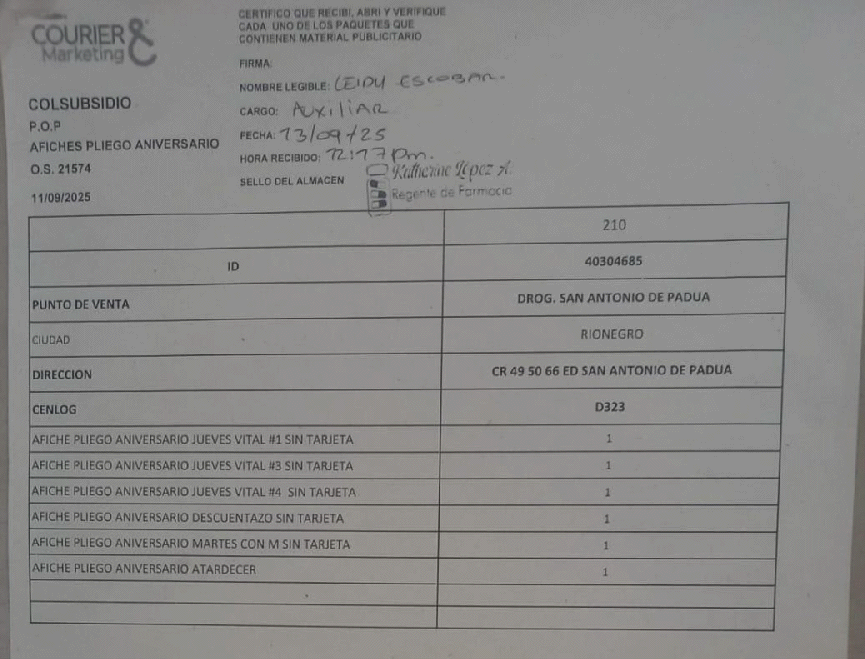 COURIER &
Marketing
CERTIFICO QUE RECIBI, ABRI Y VERIFIQUE
CADA UNO DE LOS PAQUETES QUE
CONTIENEN MATERIAL PUBLICITARIO
FIRMA:
NOMBRE LEGIBLE: LEIDY ESCOBAR.
CARGO: AUXILIAR
FECHA: 13/09/25
HORA RECIBIDO: 12:17 pm.
SELLO DEL ALMACEN
Katherine López A.
Regente de Farmacia
COLSUBSIDIO
P.O.P
AFICHES PLIEGO ANIVERSARIO
O.S. 21574
11/09/2025
210
ID 40304685
PUNTO DE VENTA DROG. SAN ANTONIO DE PADUA
CIUDAD RIONEGRO
DIRECCION CR 49 50 66 ED SAN ANTONIO DE PADUA
CENLOG D323
AFICHE PLIEGO ANIVERSARIO JUEVES VITAL #1 SIN TARJETA 1
AFICHE PLIEGO ANIVERSARIO JUEVES VITAL #3 SIN TARJETA 1
AFICHE PLIEGO ANIVERSARIO JUEVES VITAL #4 SIN TARJETA 1
AFICHE PLIEGO ANIVERSARIO DESCUENTAZO SIN TARJETA 1
AFICHE PLIEGO ANIVERSARIO MARTES CON M SIN TARJETA 1
AFICHE PLIEGO ANIVERSARIO ATARDECER 1